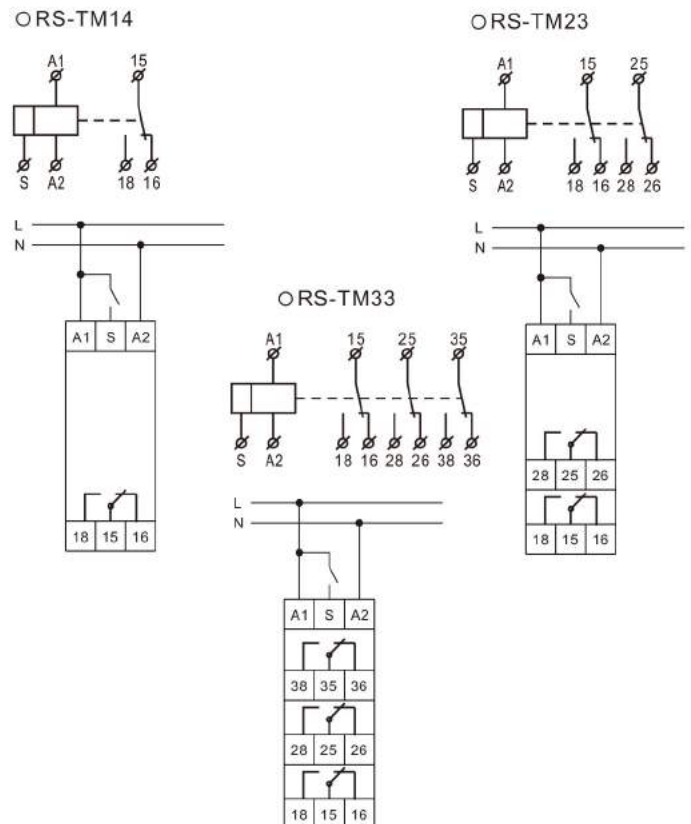 RS-TM14
A1 15
S A2 18 16
L
N
A1 S A2
18 15 16
RS-TM23
A1 15 25
S A2 18 16 28 26
L
N
A1 S A2
28 25 26
18 15 16
RS-TM33
A1 15 25 35
S A2 18 16 28 26 38 36
L
N
A1 S A2
38 35 36
28 25 26
18 15 16